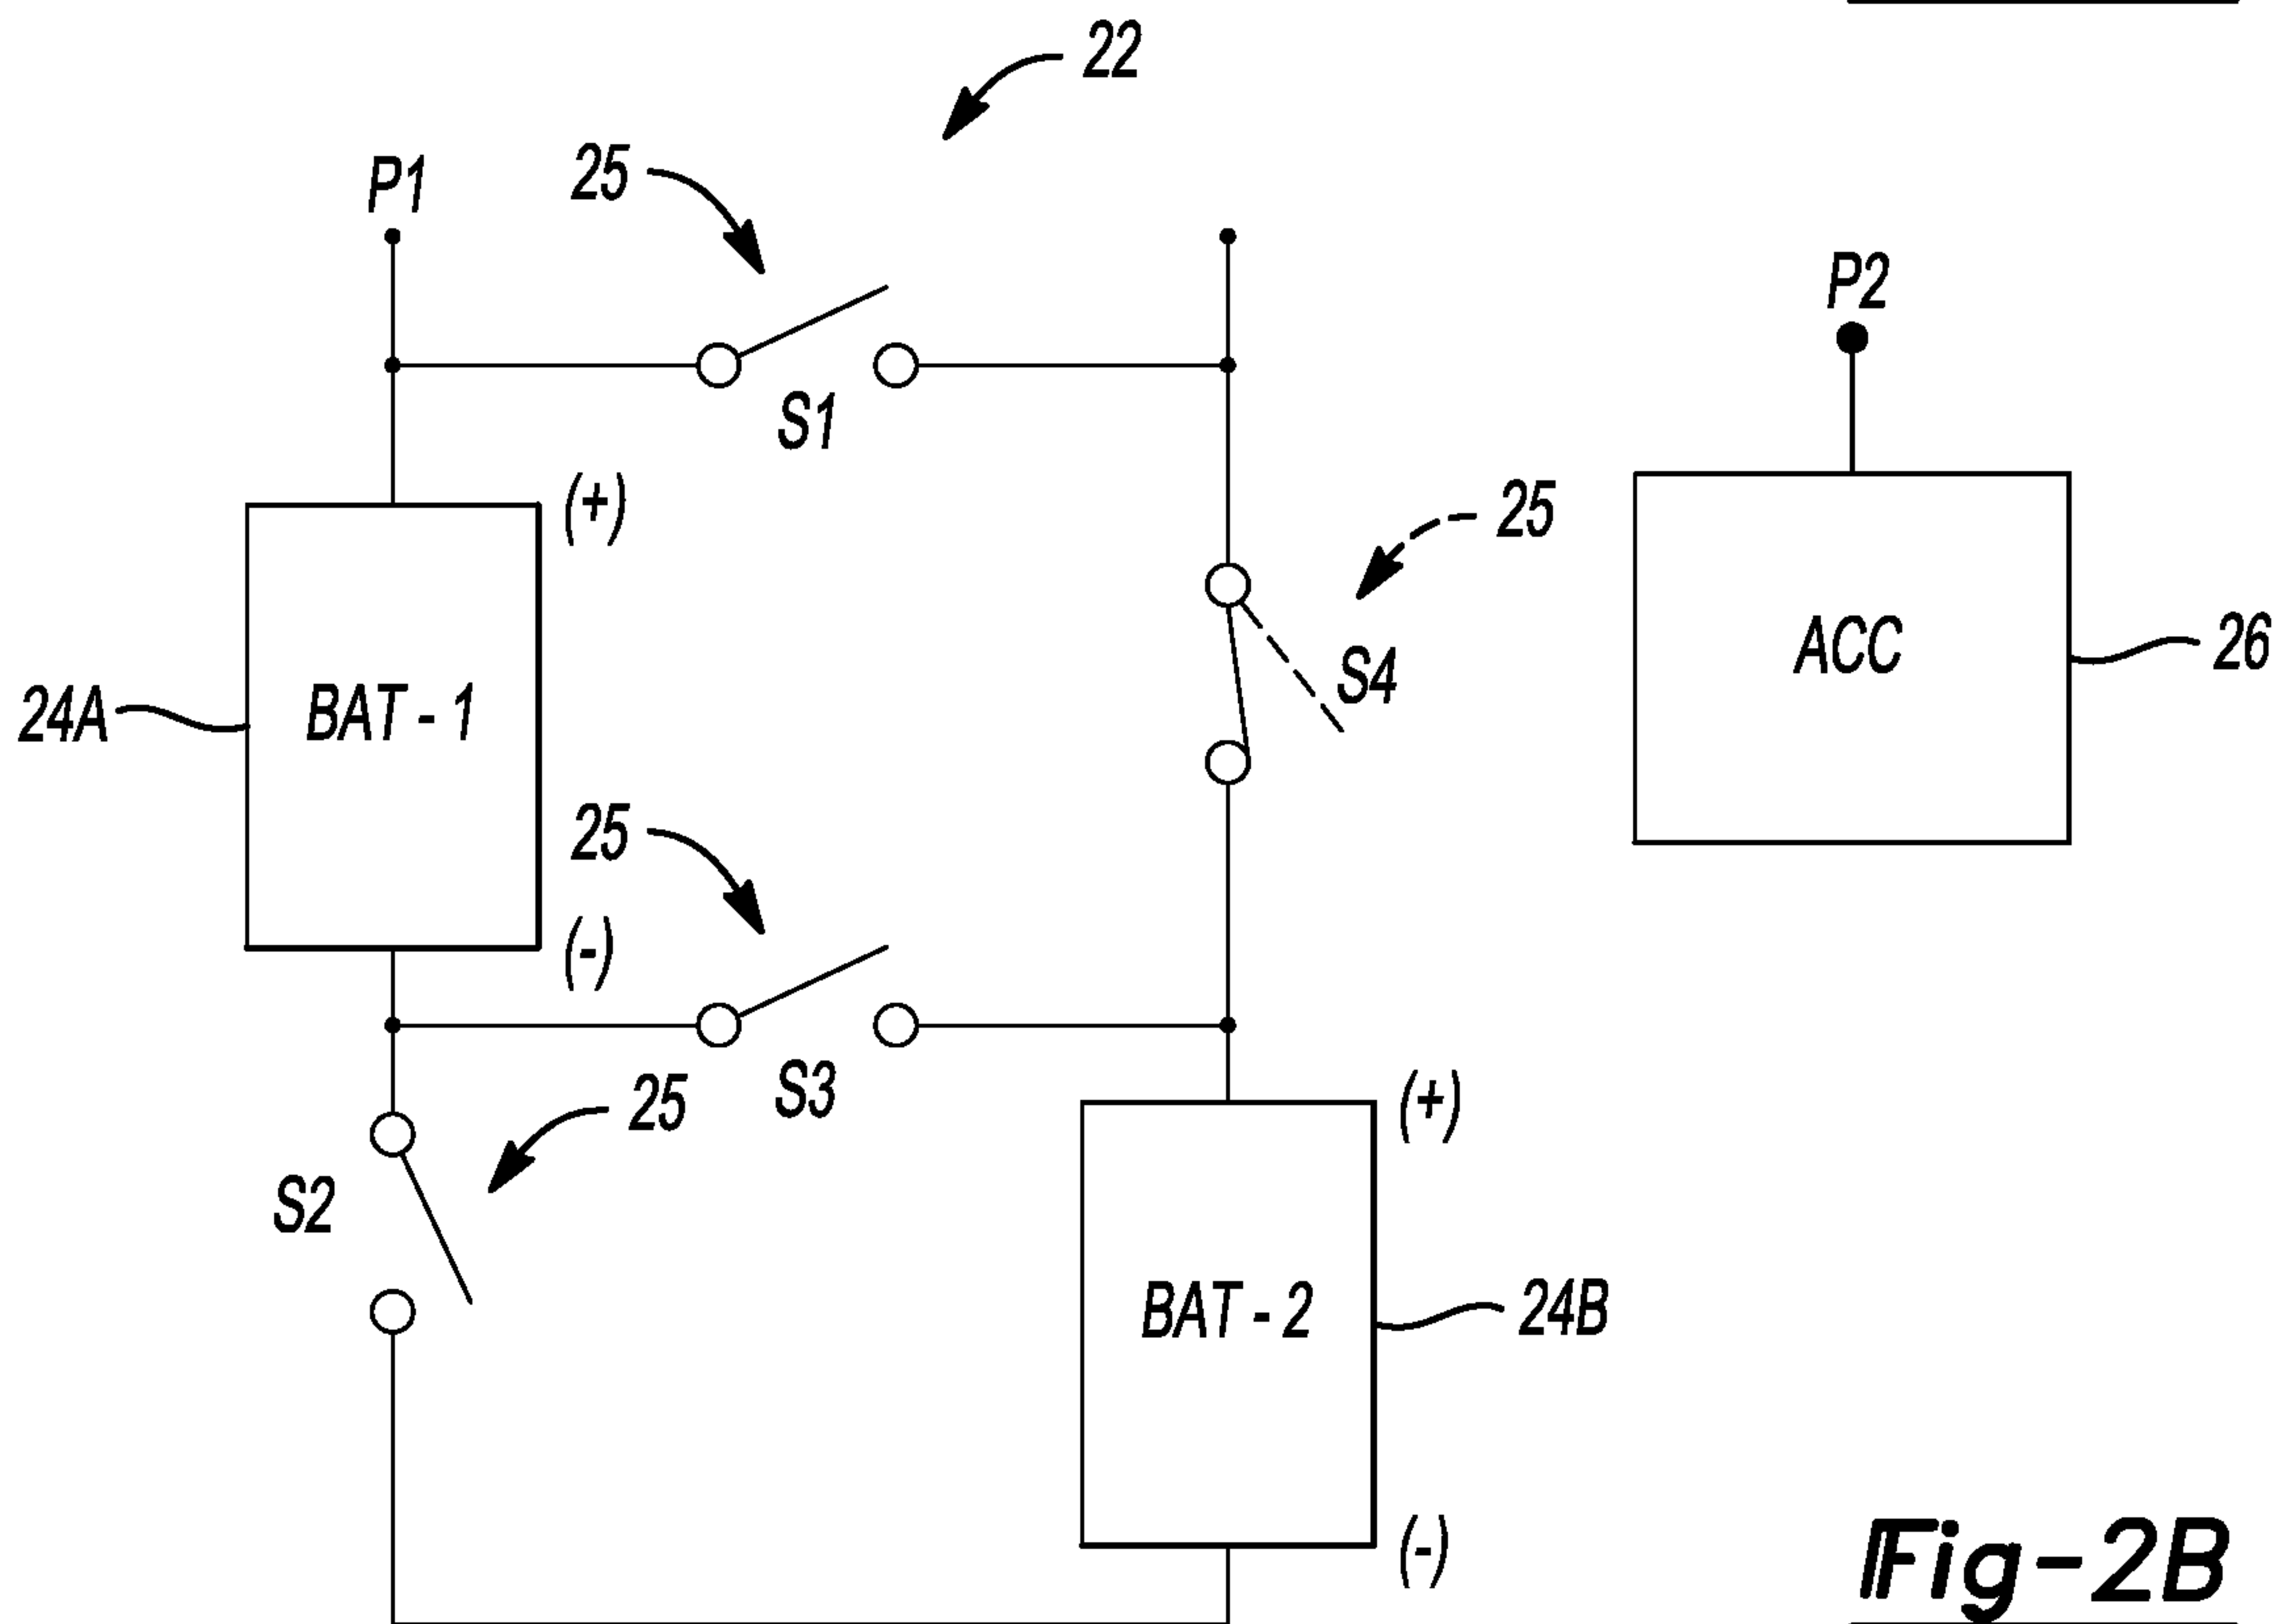 22
25
P1
P2
S1
(+)
25
S4
ACC
26
24A
BAT - 1
25
(-)
S3
25
(+)
S2
BAT - 2
24B
(-)
Fig-2B